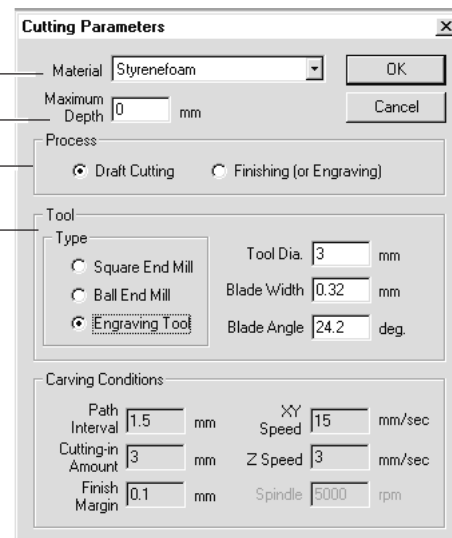 Cutting Parameters
Material Styrenefoam OK
Maximum Depth 0 mm Cancel
Process
Draft Cutting Finishing (or Engraving)
Tool
Type
Square End Mill
Ball End Mill
Engraving Tool
Tool Dia. 3 mm
Blade Width 0.32 mm
Blade Angle 24.2 deg.
Carving Conditions
Path Interval 1.5 mm XY Speed 15 mm/sec
Cutting-in Amount 3 mm Z Speed 3 mm/sec
Finish Margin 0.1 mm Spindle 5000 rpm